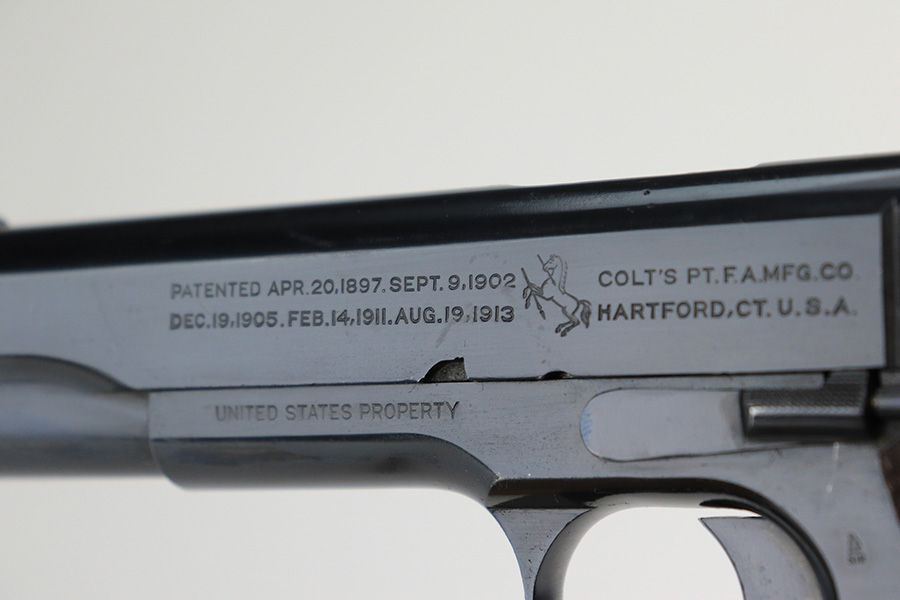 PATENTED APR.20,1897.SEPT.9,1902
DEC.19,1905.FEB.14,1911.AUG.19,1913
COLT'S PT.F.A.MFG.CO.
HARTFORD,CT.U.S.A.
UNITED STATES PROPERTY